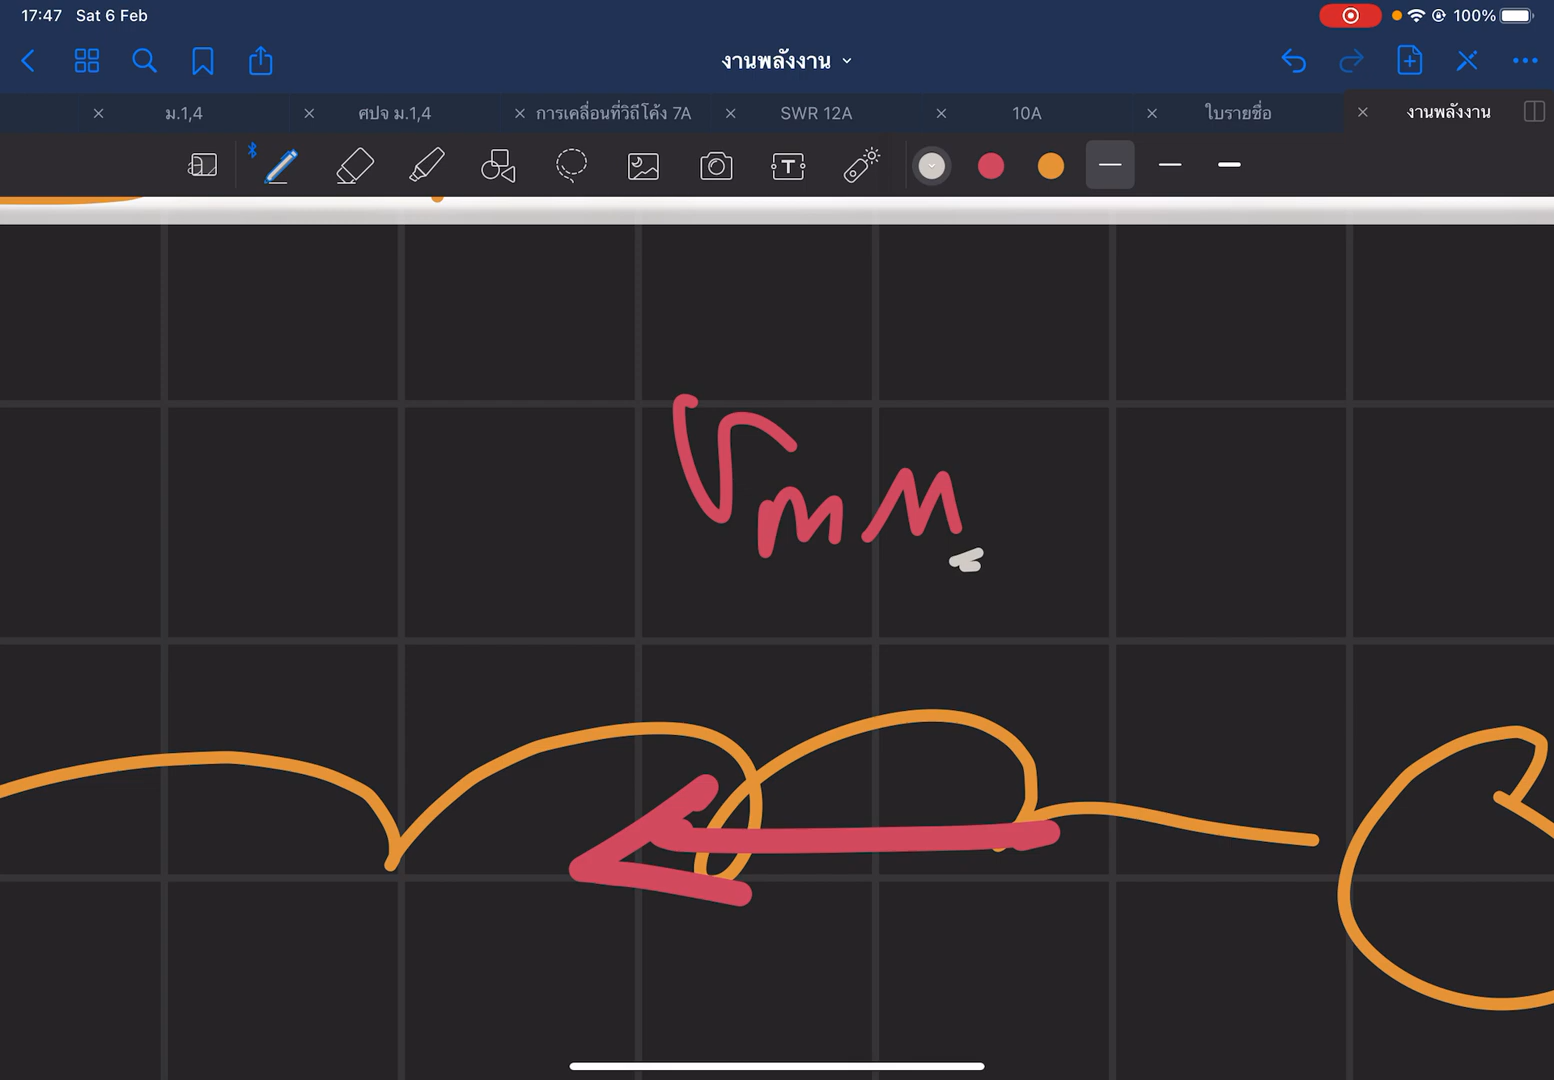 17:47 Sat 6 Feb 100%
งานพลังงาน
ม.1,4 ศปจ ม.1,4 การเคลื่อนที่วิถีโค้ง 7A SWR 12A 10A ใบรายชื่อ งานพลังงาน
T